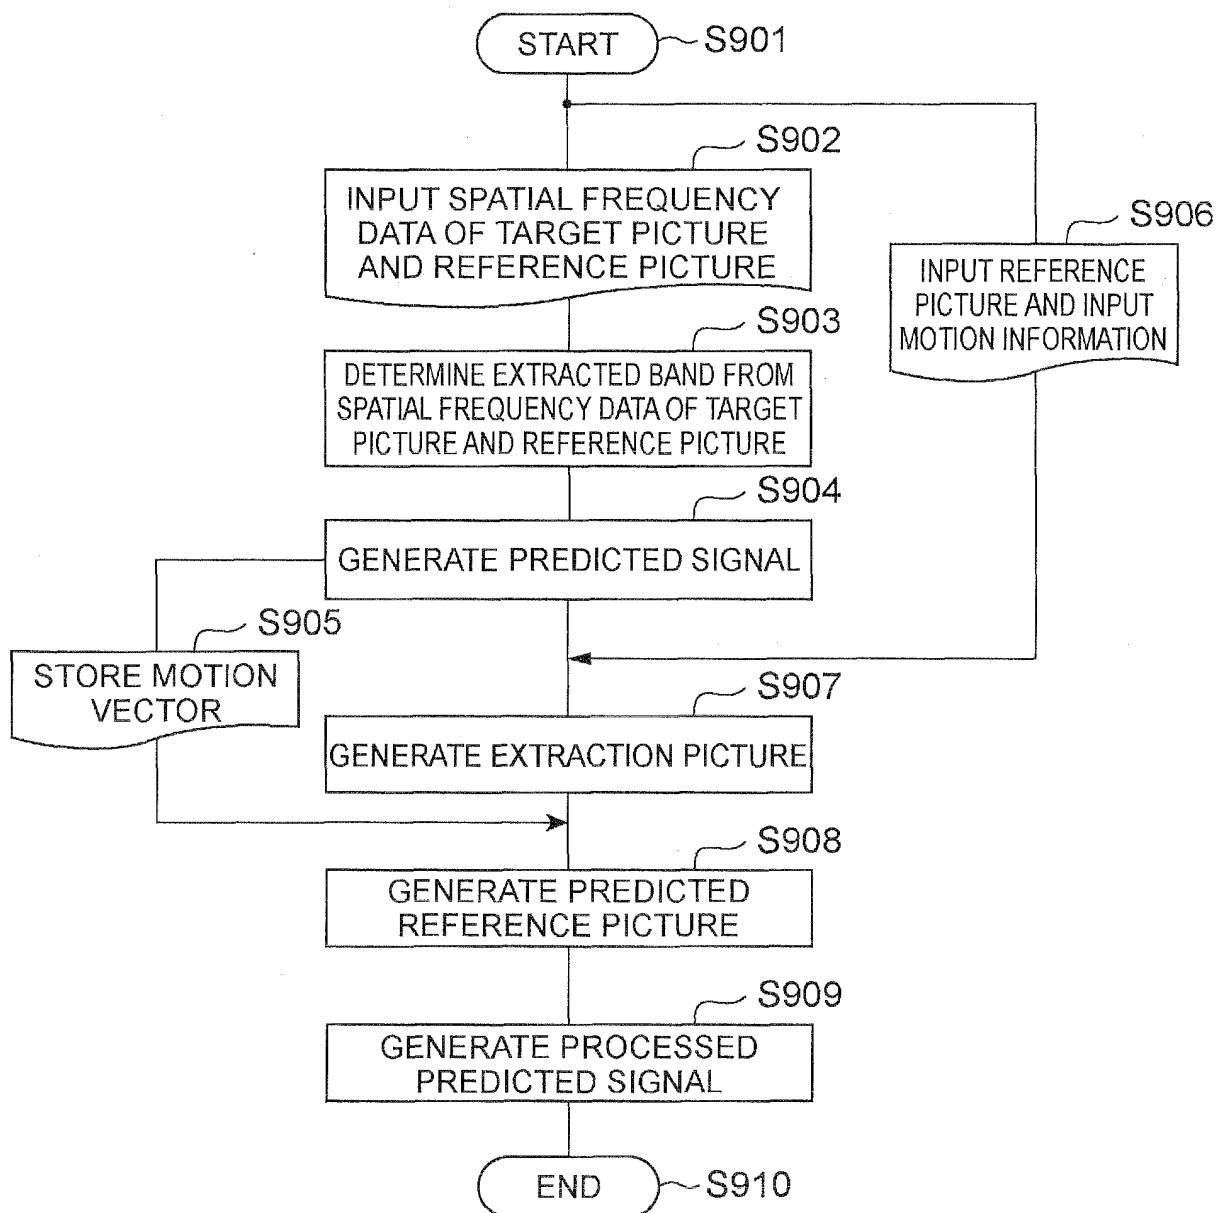 START
S901
S902
INPUT SPATIAL FREQUENCY
DATA OF TARGET PICTURE
AND REFERENCE PICTURE
S906
INPUT REFERENCE
PICTURE AND INPUT
MOTION INFORMATION
S903
DETERMINE EXTRACTED BAND FROM
SPATIAL FREQUENCY DATA OF TARGET
PICTURE AND REFERENCE PICTURE
S904
GENERATE PREDICTED SIGNAL
S905
STORE MOTION
VECTOR
S907
GENERATE EXTRACTION PICTURE
S908
GENERATE PREDICTED
REFERENCE PICTURE
S909
GENERATE PROCESSED
PREDICTED SIGNAL
END
S910